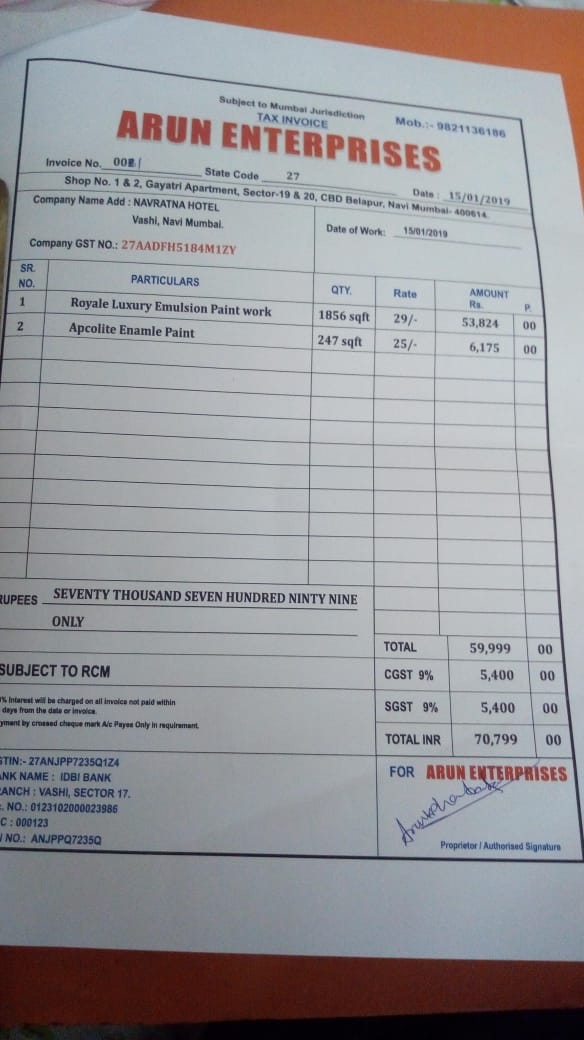 Subject to Mumbai Jurisdiction
TAX INVOICE
Mob.:- 9821136186
ARUN ENTERPRISES
Invoice No. State Code 27
Date : 15/01/2019
Shop No. 1 & 2, Gayatri Apartment, Sector-19 & 20, CBD Belapur, Navi Mumbai- 400614.
Company Name Add : NAVRATNA HOTEL
Vashi, Navi Mumbai.
Date of Work: 15/01/2019
Company GST NO.: 27AADFH5184M1ZY
SR. NO. PARTICULARS QTY. Rate AMOUNT Rs. P.
1 Royale Luxury Emulsion Paint work 1856 sqft 29/- 53,824 00
2 Apcolite Enamle Paint 247 sqft 25/- 6,175 00
RUPEES SEVENTY THOUSAND SEVEN HUNDRED NINTY NINE
ONLY
TOTAL 59,999 00
SUBJECT TO RCM
CGST 9% 5,400 00
% Interest will be charged on all invoice not paid within
days from the date or invoice.
SGST 9% 5,400 00
yment by crossed cheque mark A/c Payee Only in requirement.
TOTAL INR 70,799 00
STIN:- 27ANJPP7235Q1Z4
ANK NAME : IDBI BANK
ANCH : VASHI, SECTOR 17.
. NO.: 0123102000023986
C : 000123
NO.: ANJPPQ7235Q
FOR ARUN ENTERPRISES
Proprietor / Authorised Signature